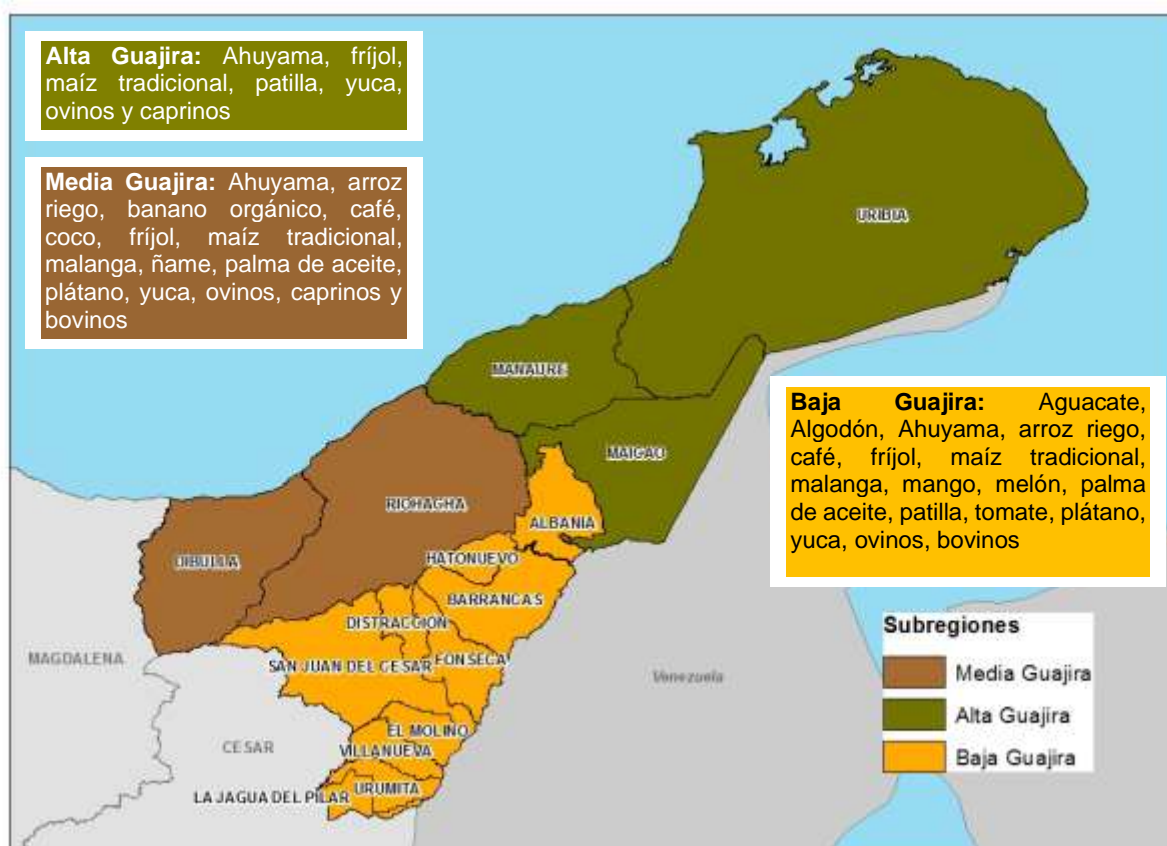 Alta Guajira: Ahuyama, fríjol,
maíz tradicional, patilla, yuca,
ovinos y caprinos
Media Guajira: Ahuyama, arroz
riego, banano orgánico, café,
coco, fríjol, maíz tradicional,
malanga, ñame, palma de aceite,
plátano, yuca, ovinos, caprinos y
bovinos
URIBIA
MANAURE
Baja Guajira: Aguacate,
Algodón, Ahuyama, arroz riego,
café, fríjol, maíz tradicional,
malanga, mango, melón, palma
de aceite, patilla, tomate, plátano,
yuca, ovinos, bovinos
MAICAO
RIOHACHA
ALBANIA
DIBULLA
HATONUEVO
BARRANCAS
DISTRACCION
MAGDALENA
SAN JUAN DEL CESAR
FONSECA
Venezuela
EL MOLINO
CESAR
VILLANUEVA
URUMITA
LA JAGUA DEL PILAR
Subregiones
Media Guajira
Alta Guajira
Baja Guajira